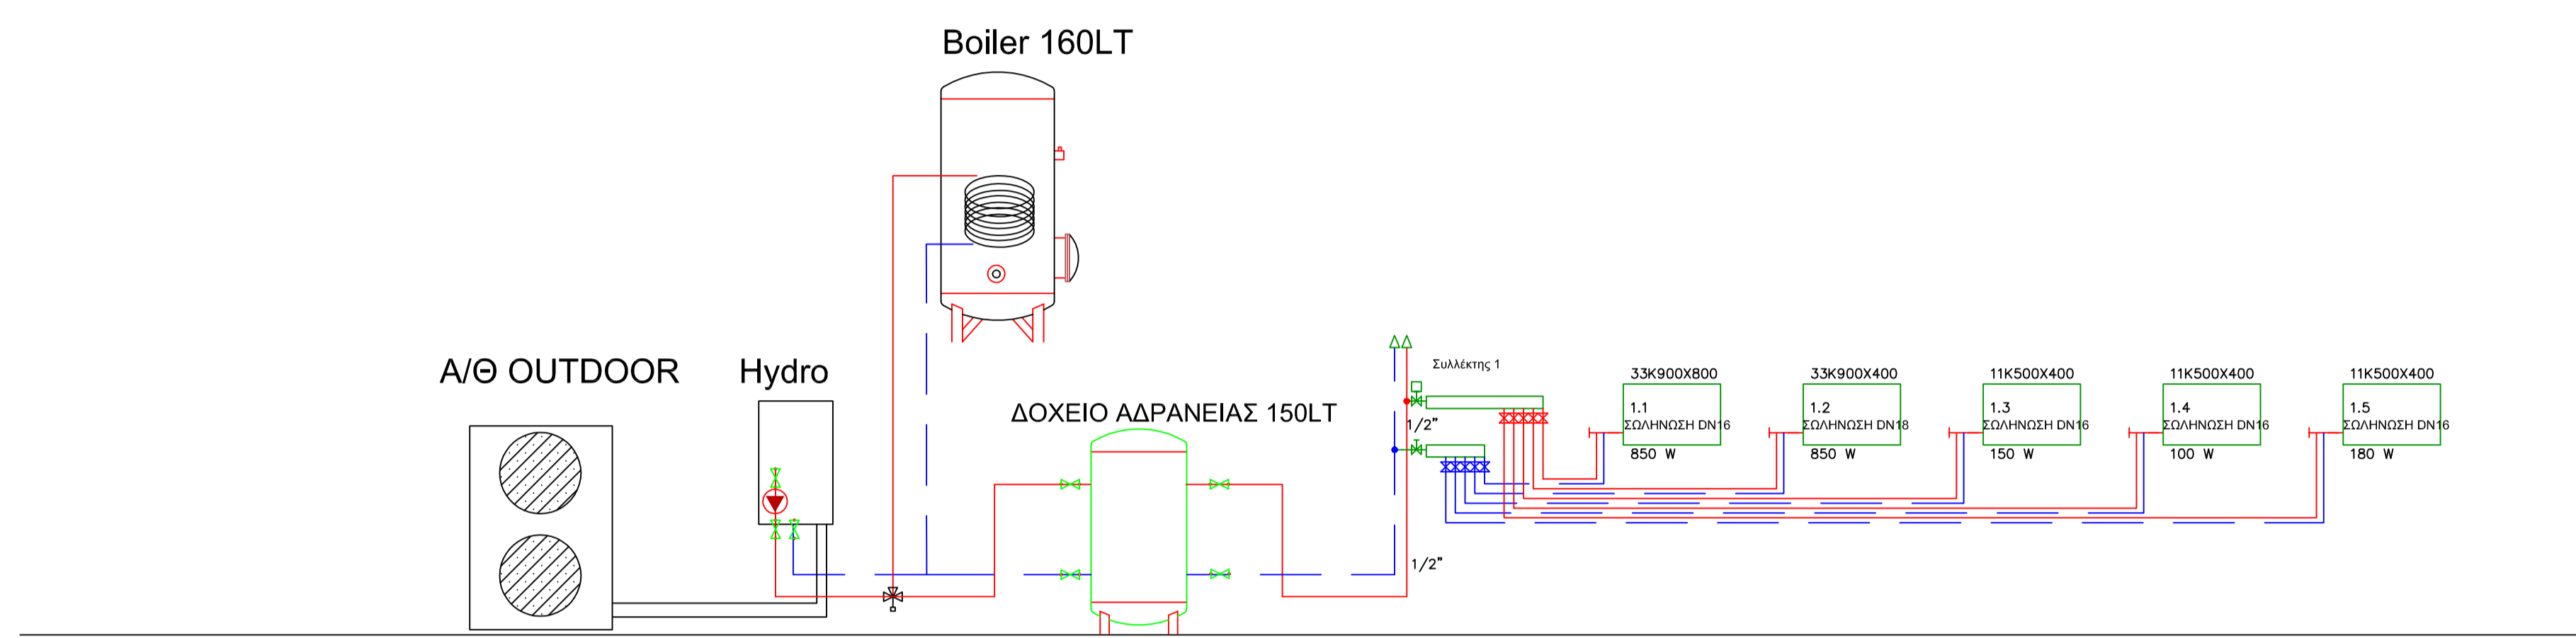 Boiler 160LT
Α/Θ OUTDOOR
Hydro
ΔΟΧΕΙΟ ΑΔΡΑΝΕΙΑΣ 150LT
Συλλέκτης 1
1/2"
1/2"
33K900X800
1.1
ΣΩΛΗΝΩΣΗ DN16
850 W
33K900X400
1.2
ΣΩΛΗΝΩΣΗ DN18
850 W
11K500X400
1.3
ΣΩΛΗΝΩΣΗ DN16
150 W
11K500X400
1.4
ΣΩΛΗΝΩΣΗ DN16
100 W
11K500X400
1.5
ΣΩΛΗΝΩΣΗ DN16
180 W